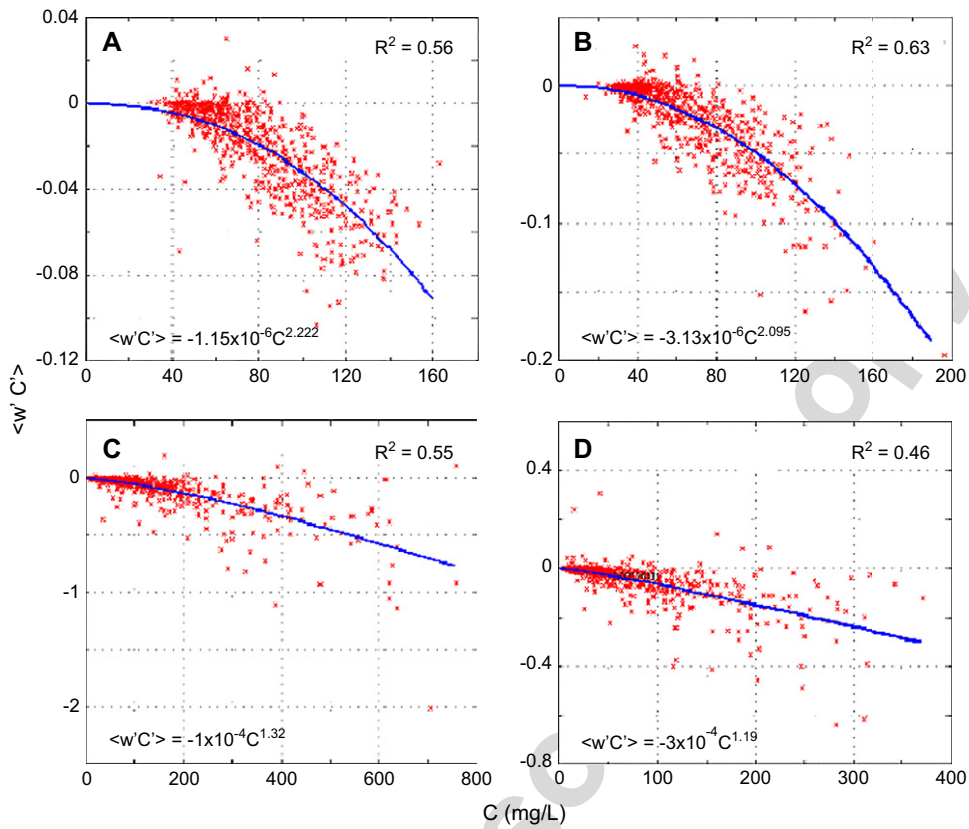 A
R² = 0.56
0.04
0
-0.04
-0.08
-0.12
<w'C'> = -1.15x10⁻⁶C²·²²²
0 40 80 120 160
B
R² = 0.63
0
-0.1
-0.2
<w'C'> = -3.13x10⁻⁶C²·⁰⁹⁵
0 40 80 120 160 200
<w' C'>
C
R² = 0.55
0
-1
-2
<w'C'> = -1x10⁻⁴C¹·³²
0 200 400 600 800
D
R² = 0.46
0.4
0
-0.4
-0.8
<w'C'> = -3x10⁻⁴C¹·¹⁹
0 100 200 300 400
C (mg/L)